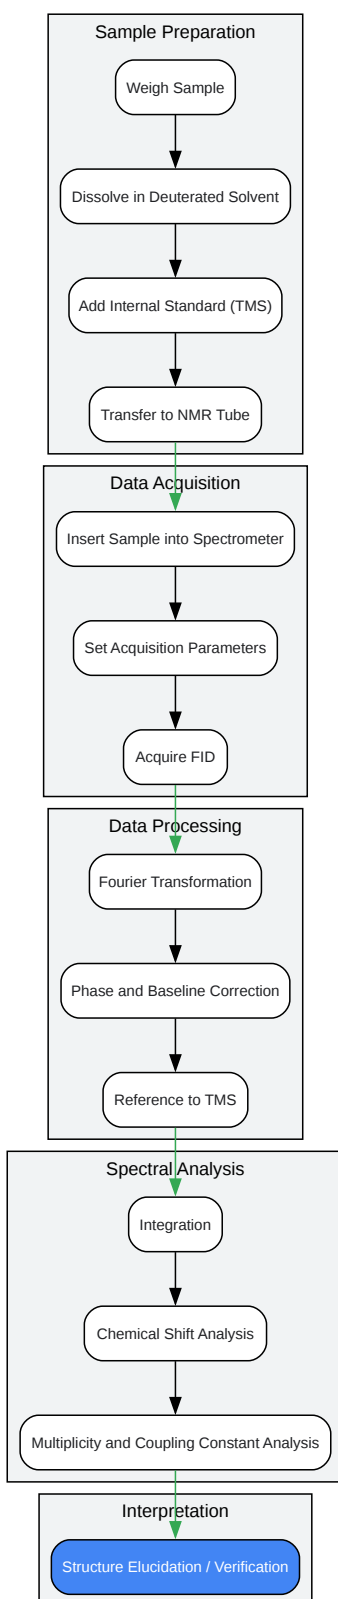 Sample Preparation
Weigh Sample
Dissolve in Deuterated Solvent
Add Internal Standard (TMS)
Transfer to NMR Tube
Data Acquisition
Insert Sample into Spectrometer
Set Acquisition Parameters
Acquire FID
Data Processing
Fourier Transformation
Phase and Baseline Correction
Reference to TMS
Spectral Analysis
Integration
Chemical Shift Analysis
Multiplicity and Coupling Constant Analysis
Interpretation
Structure Elucidation / Verification